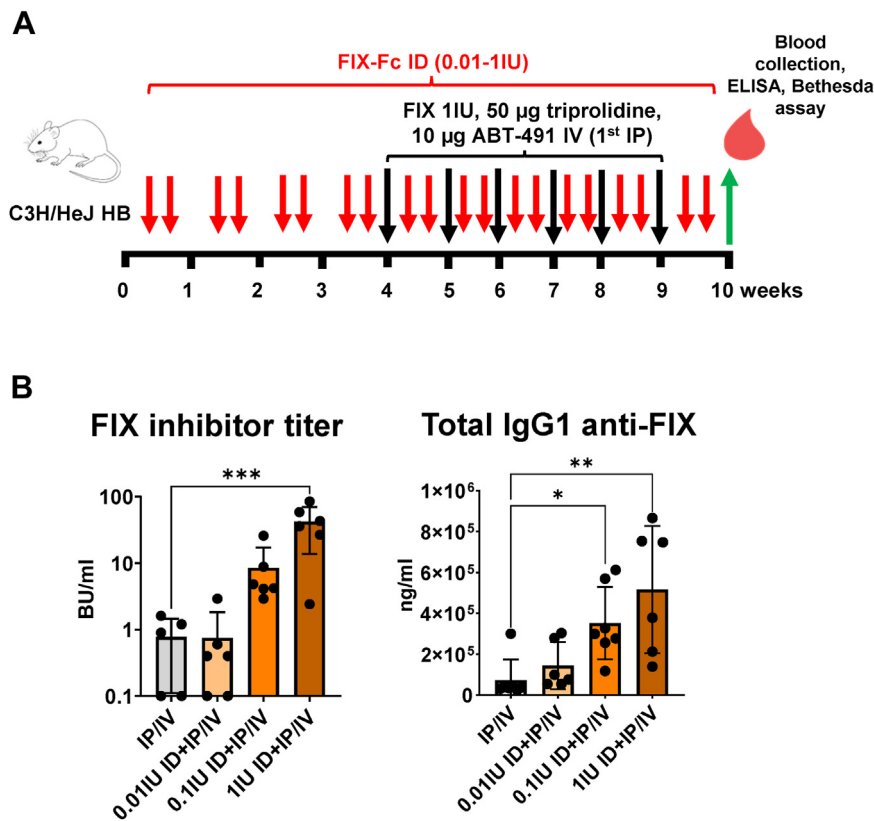 A
FIX-Fc ID (0.01-1IU)
Blood
collection,
ELISA, Bethesda
assay
FIX 1IU, 50 µg triprolidine,
10 µg ABT-491 IV (1st IP)
C3H/HeJ HB
0 1 2 3 4 5 6 7 8 9 10 weeks
B
FIX inhibitor titer
***
100
10
1
0.1
BU/ml
IP/IV
0.01IU ID+IP/IV
0.1IU ID+IP/IV
1IU ID+IP/IV
Total IgG1 anti-FIX
**
*
1×10⁶
8×10⁵
6×10⁵
4×10⁵
2×10⁵
0
ng/ml
IP/IV
0.01IU ID+IP/IV
0.1IU ID+IP/IV
1IU ID+IP/IV